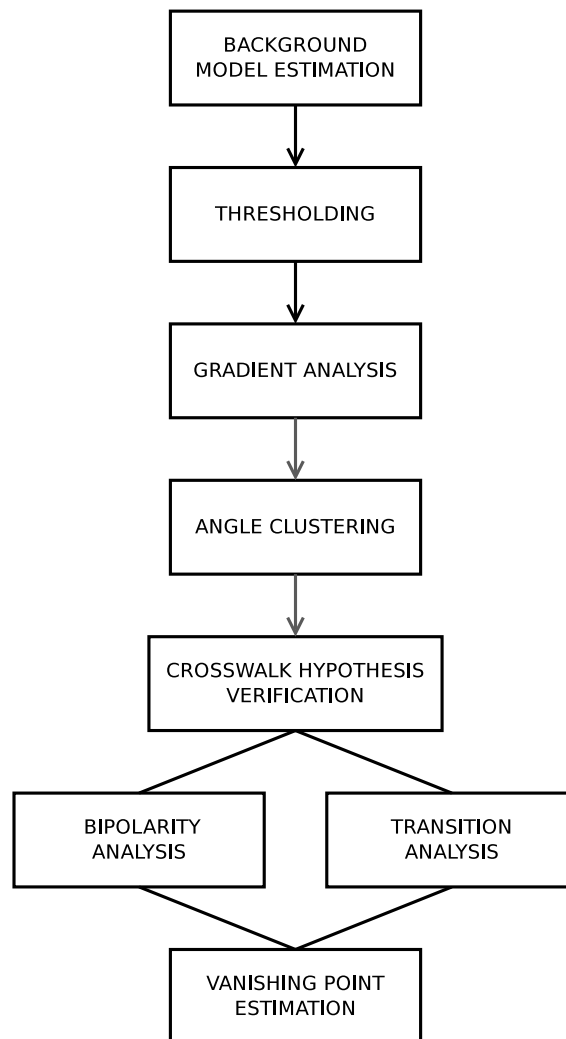 BACKGROUND
MODEL ESTIMATION
THRESHOLDING
GRADIENT ANALYSIS
ANGLE CLUSTERING
CROSSWALK HYPOTHESIS
VERIFICATION
BIPOLARITY
ANALYSIS
TRANSITION
ANALYSIS
VANISHING POINT
ESTIMATION